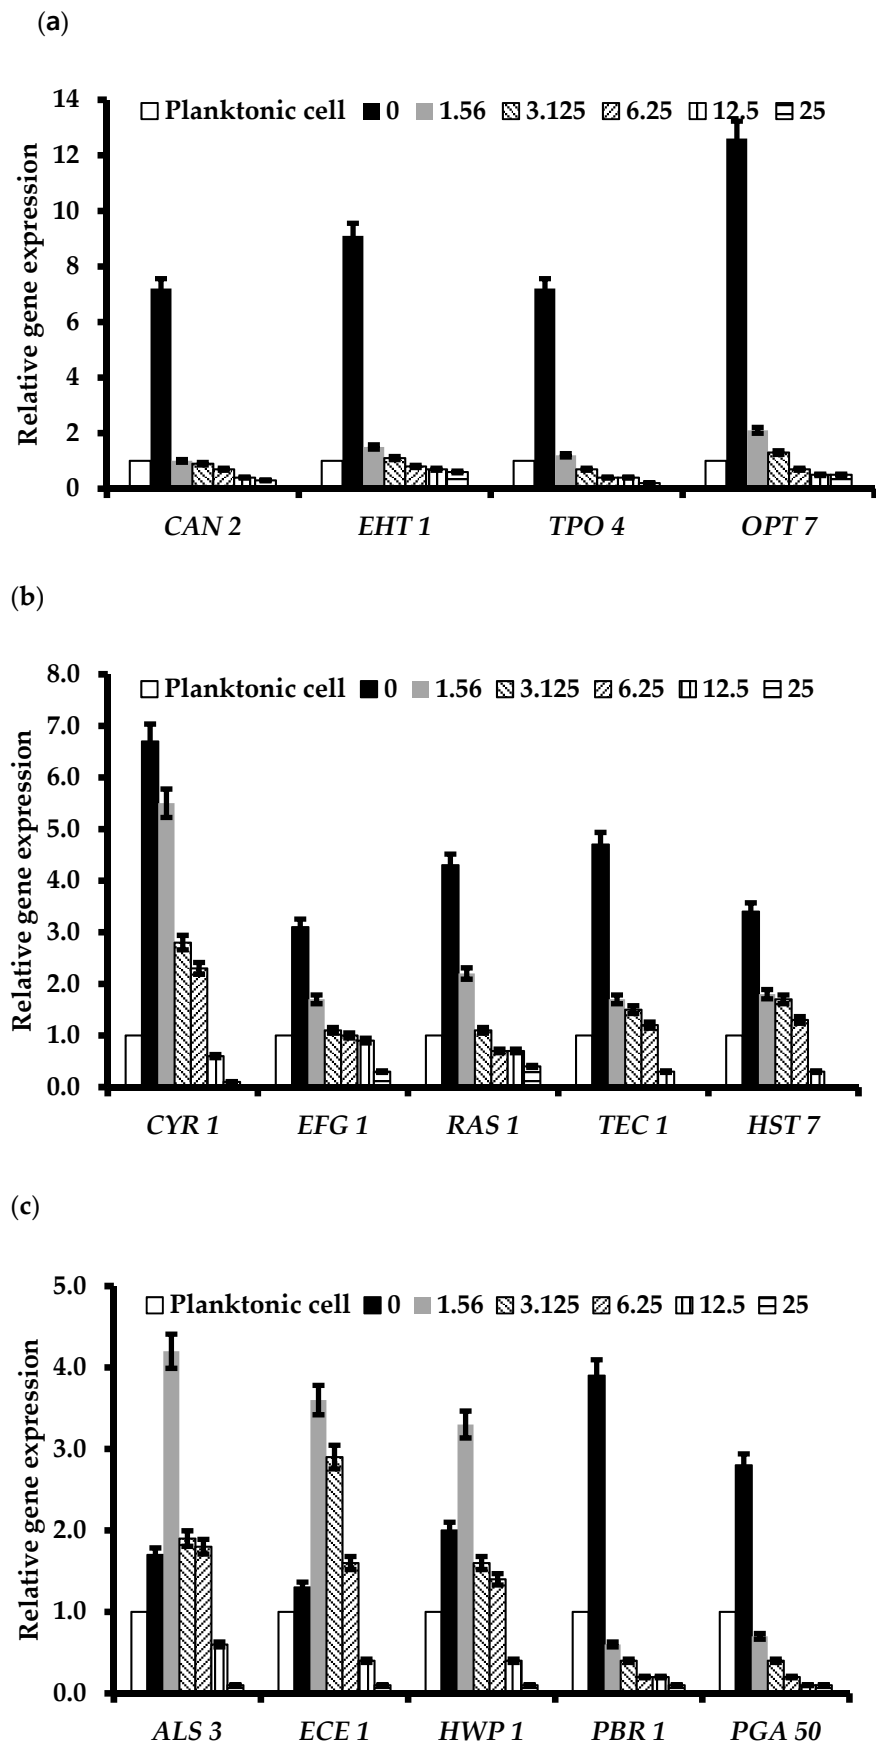 (a)
14
Planktonic cell 0 1.56 3.125 6.25 12.5 25
12
10
8
6
4
2
0
Relative gene expression
CAN 2 EHT 1 TPO 4 OPT 7
(b)
8.0
Planktonic cell 0 1.56 3.125 6.25 12.5 25
7.0
6.0
5.0
4.0
3.0
2.0
1.0
0.0
Relative gene expression
CYR 1 EFG 1 RAS 1 TEC 1 HST 7
(c)
5.0
Planktonic cell 0 1.56 3.125 6.25 12.5 25
4.0
3.0
2.0
1.0
0.0
Relative gene expression
ALS 3 ECE 1 HWP 1 PBR 1 PGA 50